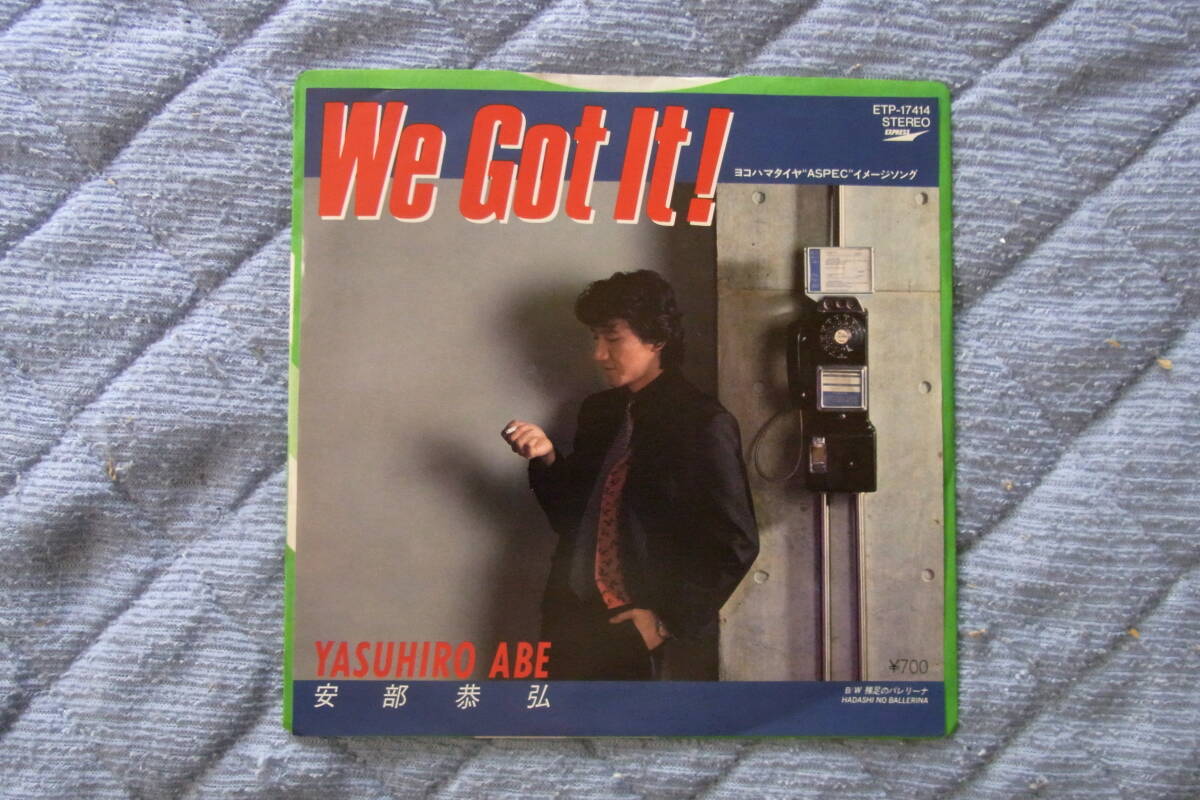 We Got It!
ETP-17414
STEREO
EXPRESS
ヨコハマタイヤ"ASPEC"イメージソング
¥700
YASUHIRO ABE
安部恭弘
B/W 裸足のバレリーナ
HADASHI NO BALLERINA